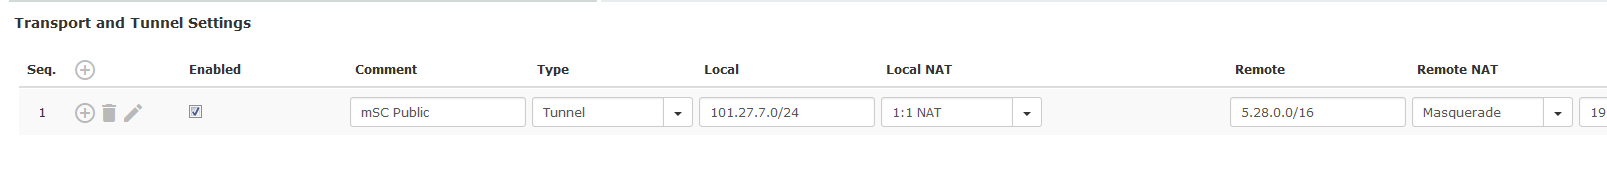 Transport and Tunnel Settings
Seq. Enabled Comment Type Local Local NAT Remote Remote NAT
1 mSC Public Tunnel 101.27.7.0/24 1:1 NAT 5.28.0.0/16 Masquerade 19